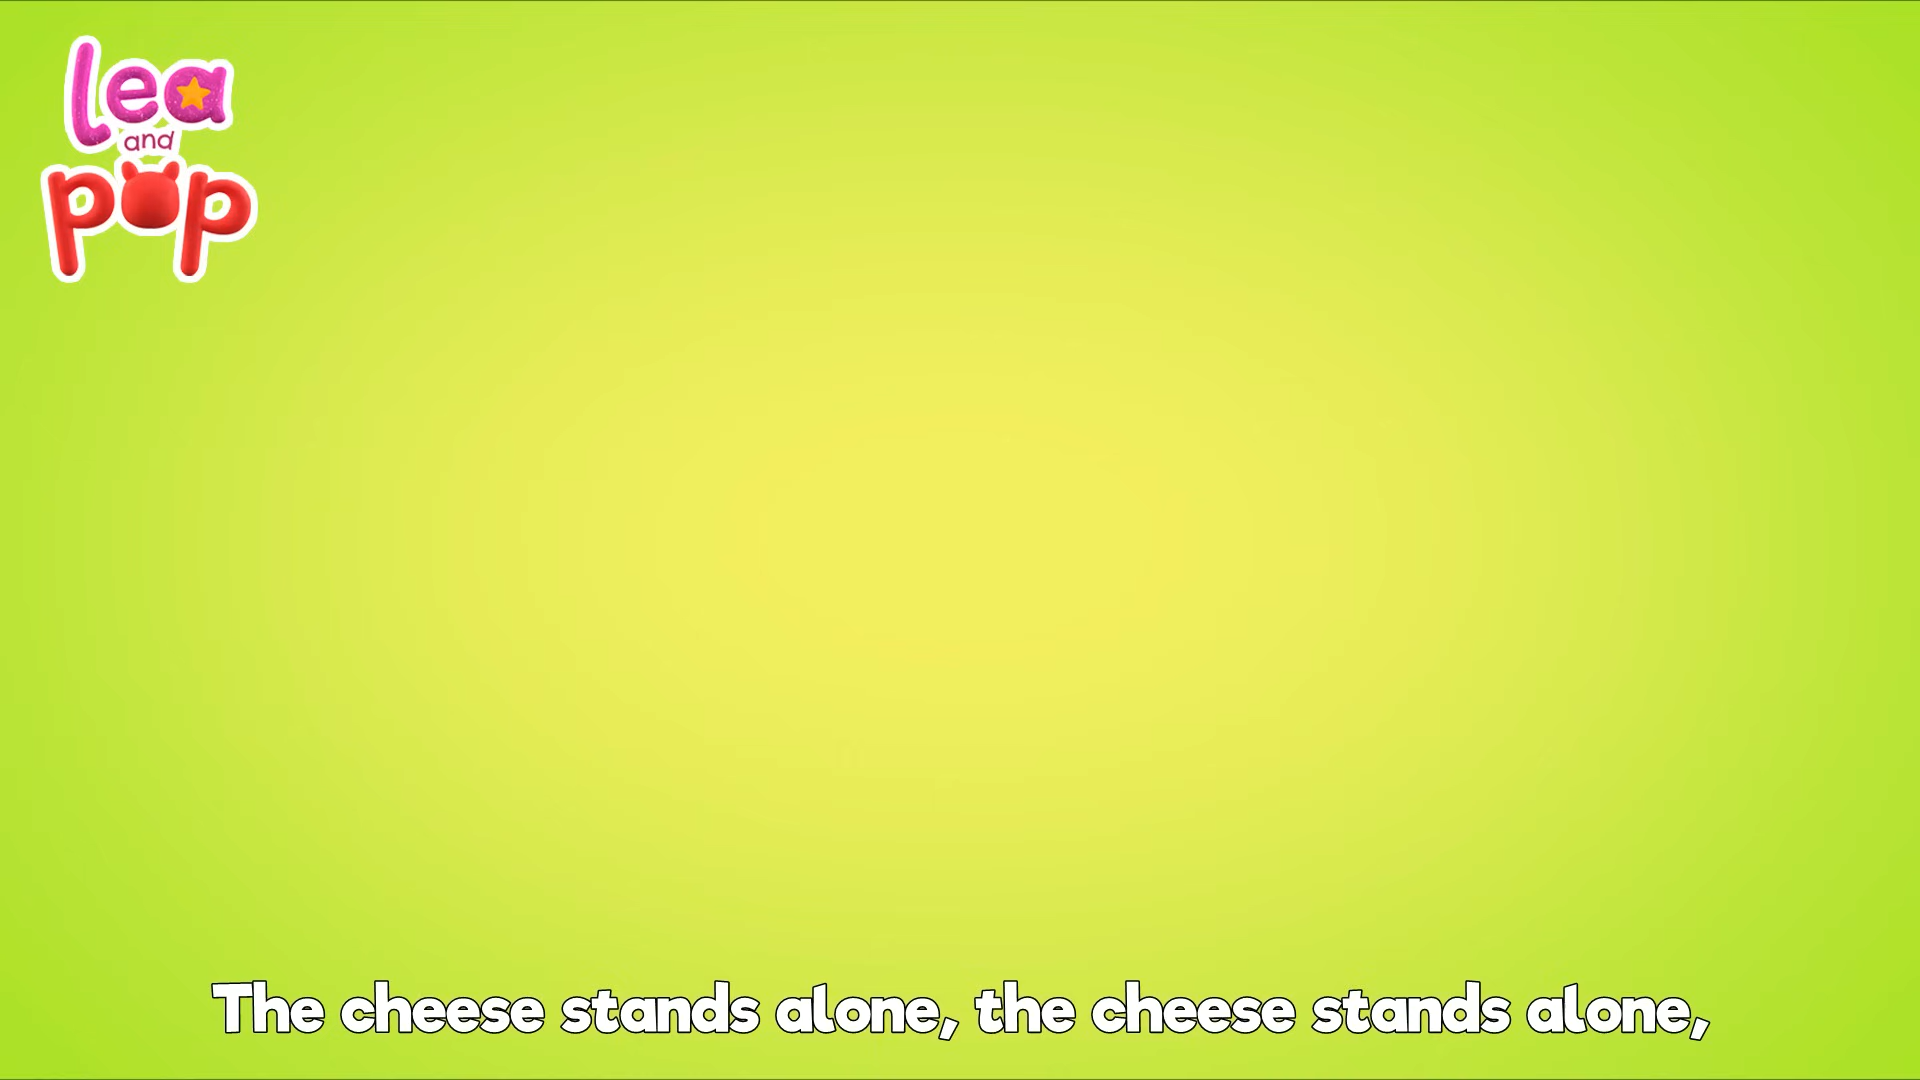 lea
and
pop
The cheese stands alone, the cheese stands alone,